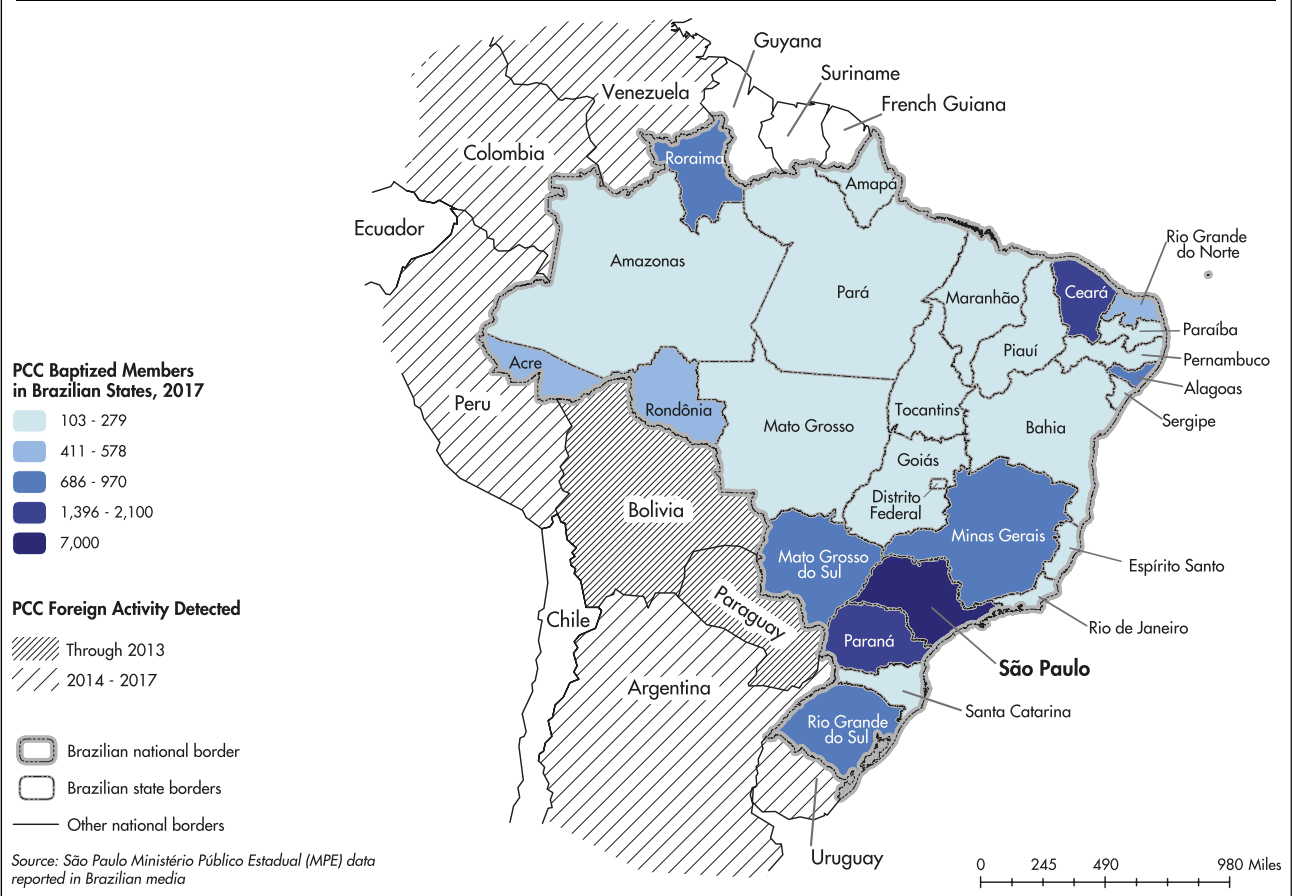 Guyana
Suriname
French Guiana
Venezuela
Colombia
Roraima
Amapá
Ecuador
Rio Grande
do Norte
Amazonas
Pará
Maranhão
Ceará
Paraíba
Piauí
Pernambuco
Acre
Alagoas
Peru
Rondônia
Tocantins
Sergipe
Mato Grosso
Bahia
Goiás
Distrito
Federal
Bolivia
Minas Gerais
Mato Grosso
do Sul
Espírito Santo
Paraguay
Chile
Rio de Janeiro
Paraná
São Paulo
Argentina
Santa Catarina
Rio Grande
do Sul
Uruguay
PCC Baptized Members
in Brazilian States, 2017
103 - 279
411 - 578
686 - 970
1,396 - 2,100
7,000
PCC Foreign Activity Detected
Through 2013
2014 - 2017
Brazilian national border
Brazilian state borders
Other national borders
Source: São Paulo Ministério Público Estadual (MPE) data
reported in Brazilian media
0 245 490 980 Miles